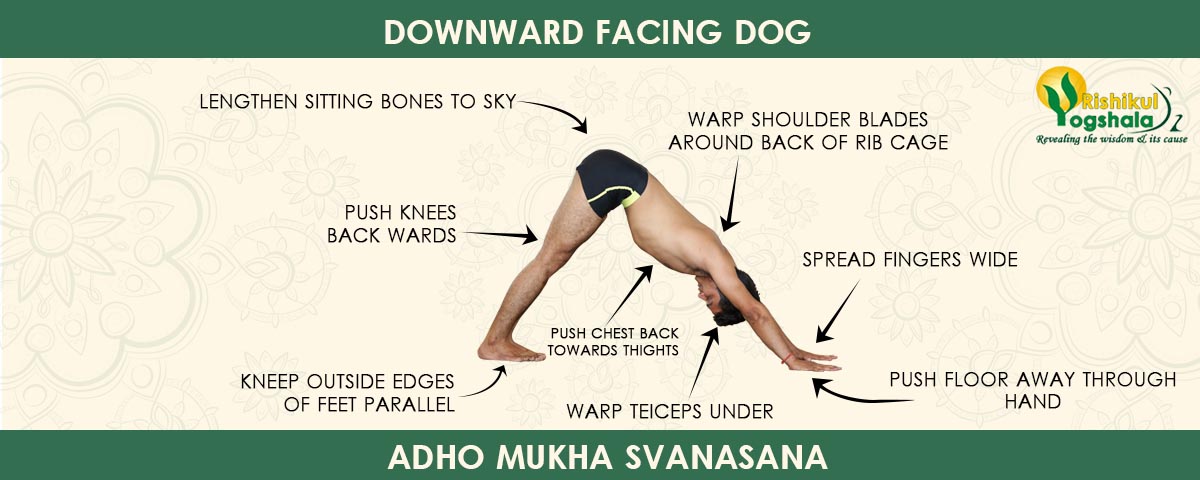 DOWNWARD FACING DOG
Rishikul
Yogshala
Revealing the wisdom & its cause
LENGTHEN SITTING BONES TO SKY
WARP SHOULDER BLADES
AROUND BACK OF RIB CAGE
PUSH KNEES
BACK WARDS
SPREAD FINGERS WIDE
PUSH CHEST BACK
TOWARDS THIGHTS
KNEEP OUTSIDE EDGES
OF FEET PARALLEL
WARP TEICEPS UNDER
PUSH FLOOR AWAY THROUGH
HAND
ADHO MUKHA SVANASANA